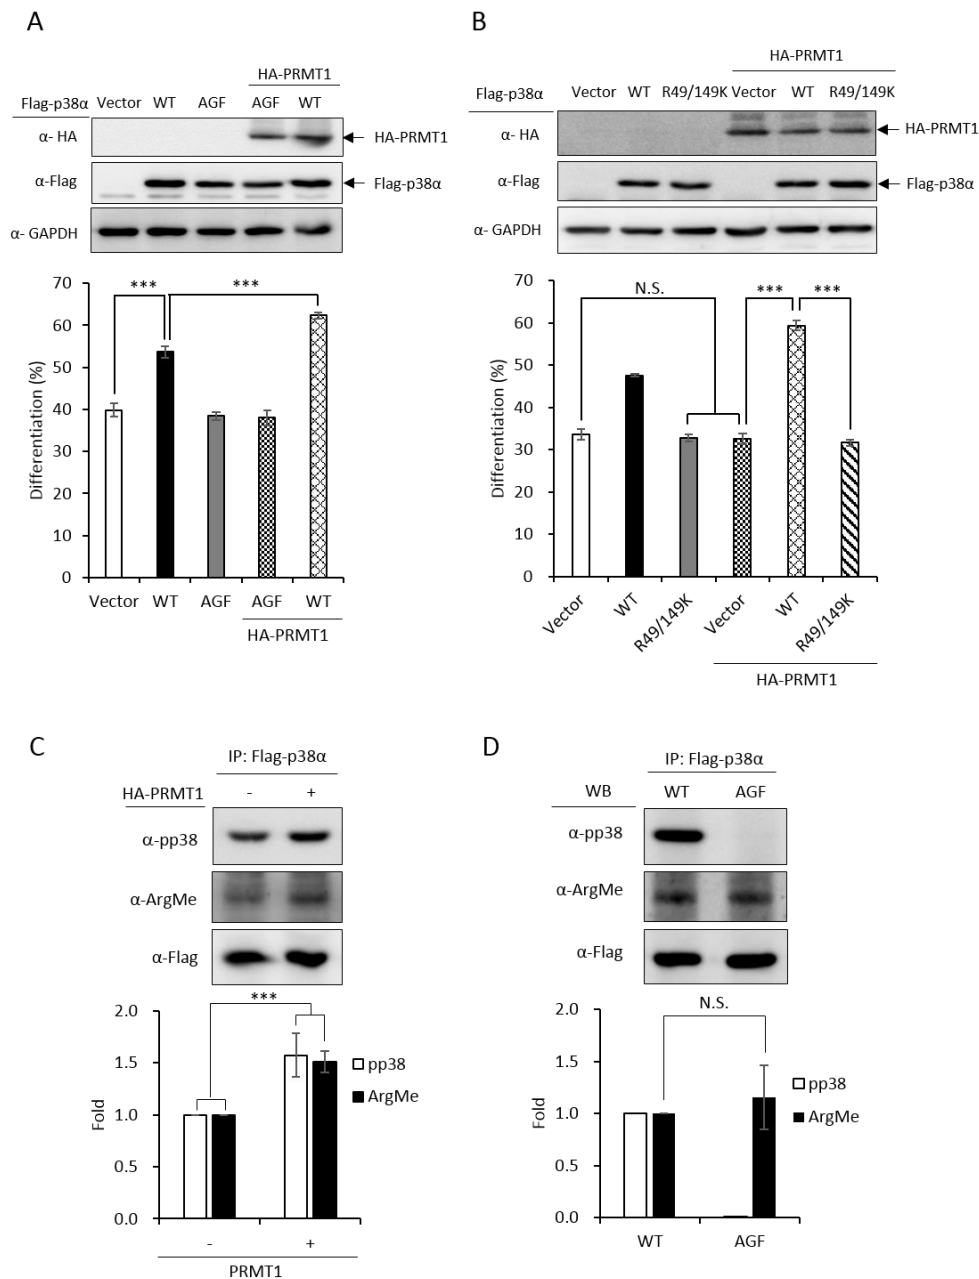 A
HA-PRMT1
Flag-p38α Vector WT AGF AGF WT
α- HA
HA-PRMT1
α-Flag
Flag-p38α
α- GAPDH
70
60
50
40
30
20
10
0
Differentiation (%)
***
***
Vector WT AGF AGF WT
HA-PRMT1
B
HA-PRMT1
Flag-p38α Vector WT R49/149K Vector WT R49/149K
α- HA
HA-PRMT1
α-Flag
Flag-p38α
α- GAPDH
70
60
50
40
30
20
10
0
Differentiation (%)
N.S.
***
***
Vector WT R49/149K Vector WT R49/149K
HA-PRMT1
C
IP: Flag-p38α
HA-PRMT1 - +
α-pp38
α-ArgMe
α-Flag
2.0
1.5
1.0
0.5
0.0
Fold
***
pp38
ArgMe
- +
PRMT1
D
IP: Flag-p38α
WB WT AGF
α-pp38
α-ArgMe
α-Flag
2.0
1.5
1.0
0.5
0.0
Fold
N.S.
pp38
ArgMe
WT AGF